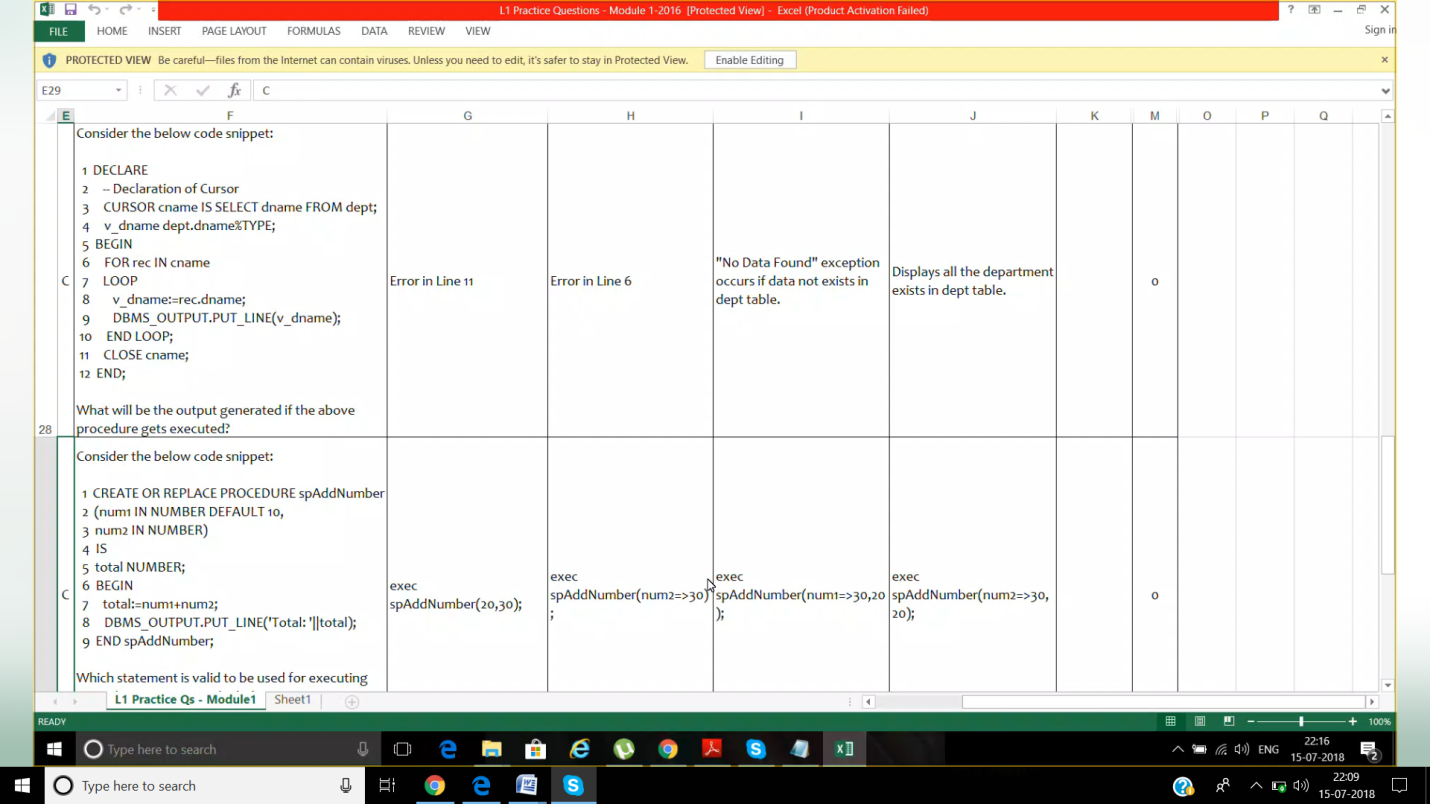 L1 Practice Questions - Module 1-2016 [Protected View] - Excel (Product Activation Failed)
FILE HOME INSERT PAGE LAYOUT FORMULAS DATA REVIEW VIEW
Sign in
PROTECTED VIEW Be careful—files from the Internet can contain viruses. Unless you need to edit, it's safer to stay in Protected View. Enable Editing
E29 fx C
E F G H I J K M O P Q
28
C
Consider the below code snippet:
1 DECLARE
2 -- Declaration of Cursor
3 CURSOR cname IS SELECT dname FROM dept;
4 v_dname dept.dname%TYPE;
5 BEGIN
6 FOR rec IN cname
7 LOOP
8 v_dname:=rec.dname;
9 DBMS_OUTPUT.PUT_LINE(v_dname);
10 END LOOP;
11 CLOSE cname;
12 END;
What will be the output generated if the above
procedure gets executed?
Error in Line 11
Error in Line 6
"No Data Found" exception
occurs if data not exists in
dept table.
Displays all the department
exists in dept table.
0
C
Consider the below code snippet:
1 CREATE OR REPLACE PROCEDURE spAddNumber
2 (num1 IN NUMBER DEFAULT 10,
3 num2 IN NUMBER)
4 IS
5 total NUMBER;
6 BEGIN
7 total:=num1+num2;
8 DBMS_OUTPUT.PUT_LINE('Total: '||total);
9 END spAddNumber;
Which statement is valid to be used for executing
exec
spAddNumber(20,30);
exec
spAddNumber(num2=>30)
;
exec
spAddNumber(num1=>30,20
);
exec
spAddNumber(num2=>30,
20);
0
L1 Practice Qs - Module1 Sheet1
READY 100%
Type here to search
ENG
22:16
15-07-2018
2
Type here to search
22:09
15-07-2018